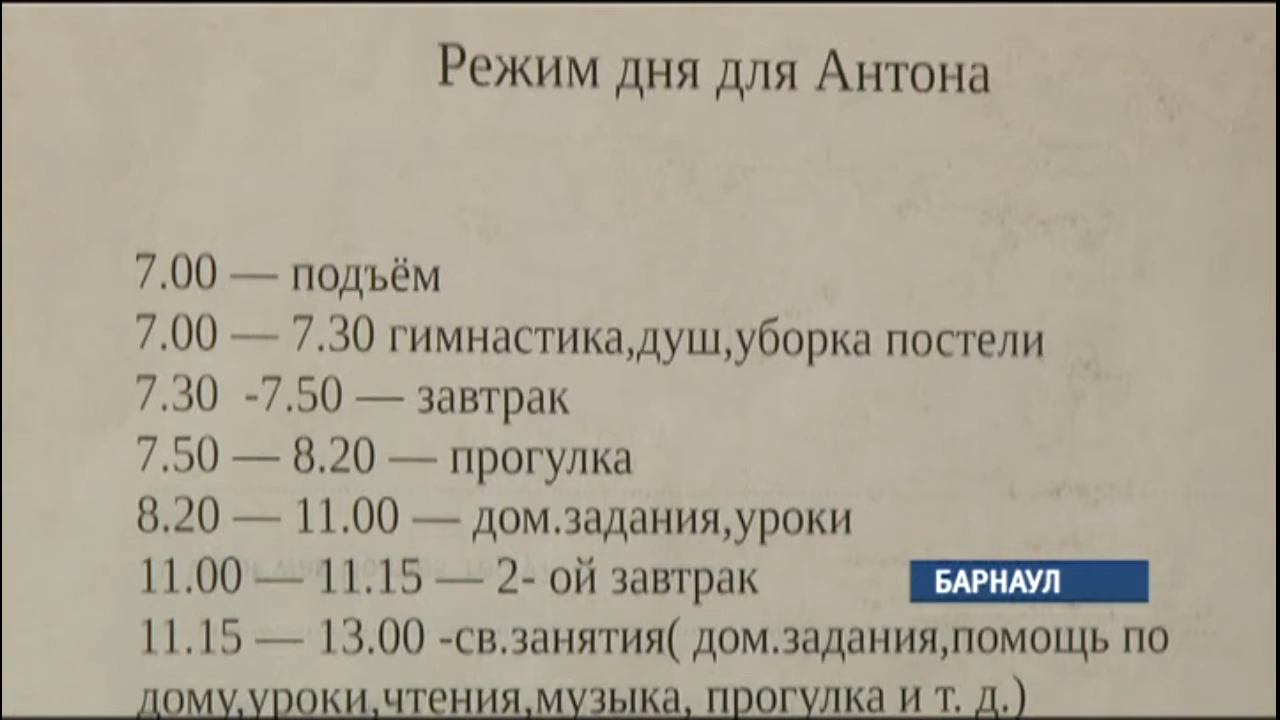 Режим дня для Антона
7.00 — подъём
7.00 — 7.30 гимнастика,душ,уборка постели
7.30 -7.50 — завтрак
7.50 — 8.20 — прогулка
8.20 — 11.00 — дом.задания,уроки
11.00 — 11.15 — 2- ой завтрак
БАРНАУЛ
11.15 — 13.00 -св.занятия( дом.задания,помощь по
дому,уроки,чтения,музыка, прогулка и т. д.)